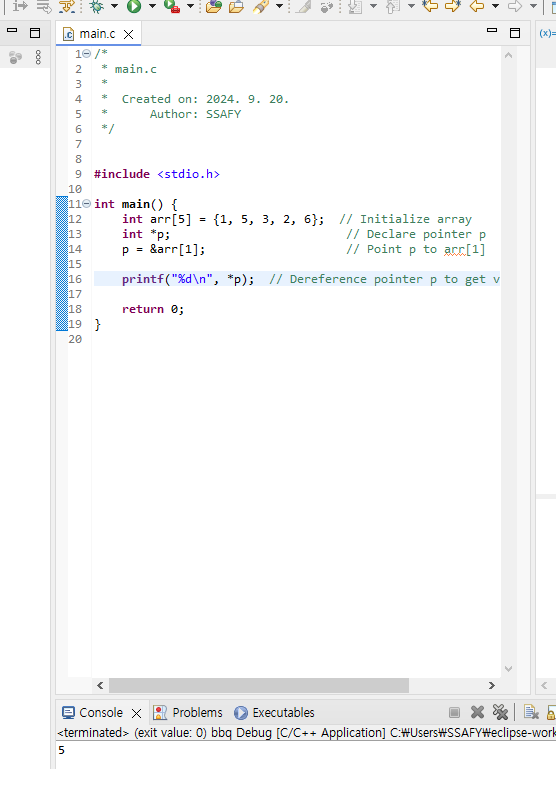 main.c
(x)=
1 /*
2  * main.c
3  *
4  *  Created on: 2024. 9. 20.
5  *      Author: SSAFY
6  */
7
8
9 #include <stdio.h>
10
11 int main() {
12     int arr[5] = {1, 5, 3, 2, 6};  // Initialize array
13     int *p;                         // Declare pointer p
14     p = &arr[1];                    // Point p to arr[1]
15
16     printf("%d\n", *p);  // Dereference pointer p to get v
17
18     return 0;
19 }
20
Console Problems Executables
<terminated> (exit value: 0) bbq Debug [C/C++ Application] C:₩Users₩SSAFY₩eclipse-work
5